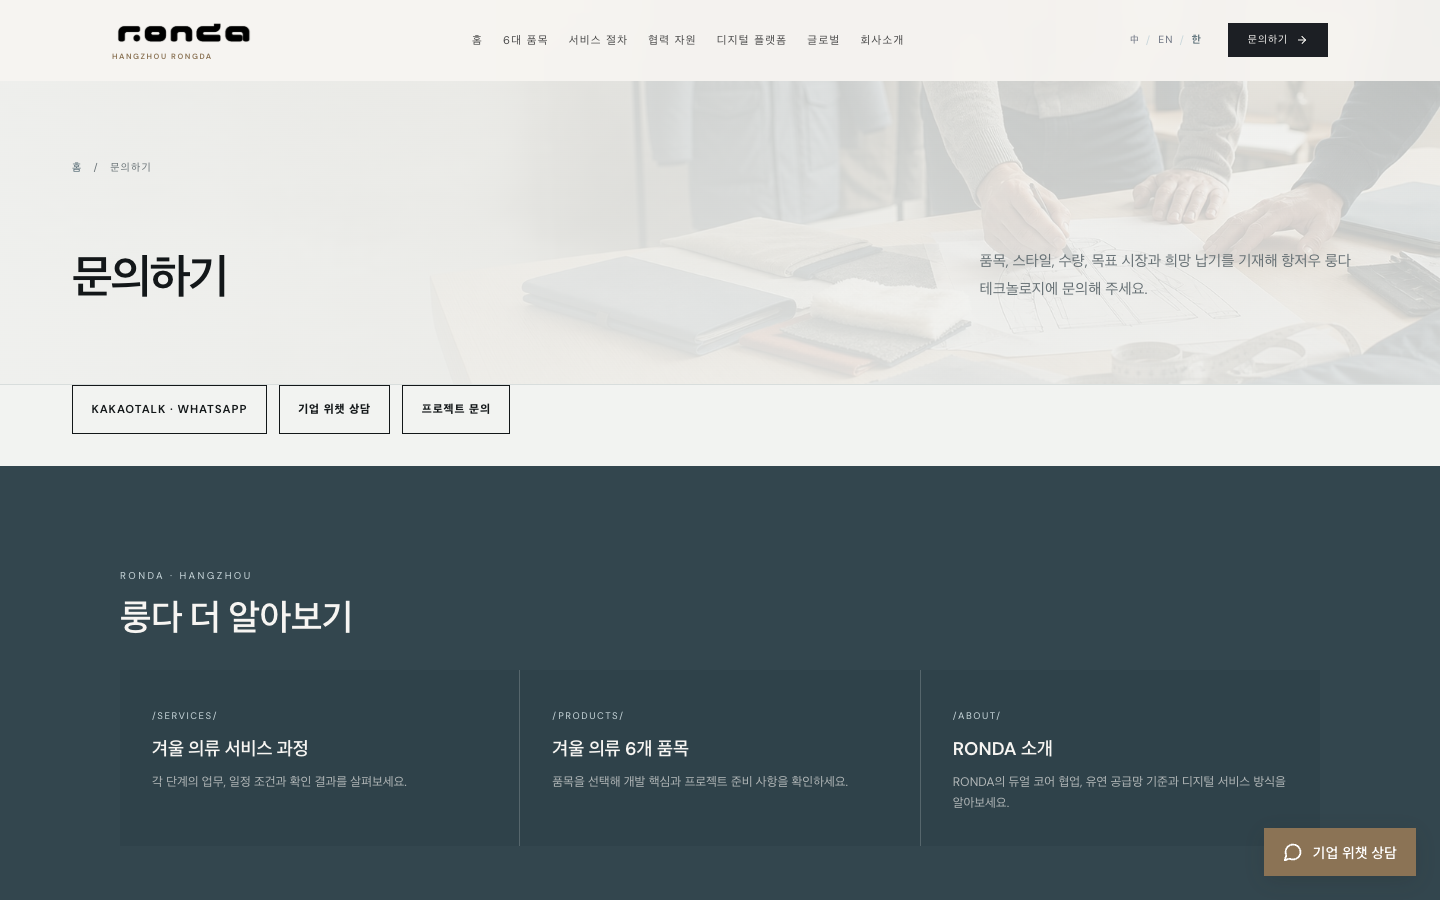 ronda
HANGZHOU RONGDA
홈 6대 품목 서비스 절차 협력 자원 디지털 플랫폼 글로벌 회사소개
中 / EN / 한
문의하기 →
홈 / 문의하기
문의하기
품목, 스타일, 수량, 목표 시장과 희망 납기를 기재해 항저우 룽다
테크놀로지에 문의해 주세요.
KAKAOTALK · WHATSAPP
기업 위챗 상담
프로젝트 문의
RONDA · HANGZHOU
룽다 더 알아보기
/SERVICES/
겨울 의류 서비스 과정
각 단계의 업무, 일정 조건과 확인 결과를 살펴보세요.
/PRODUCTS/
겨울 의류 6개 품목
품목을 선택해 개발 핵심과 프로젝트 준비 사항을 확인하세요.
/ABOUT/
RONDA 소개
RONDA의 듀얼 코어 협업, 유연 공급망 기준과 디지털 서비스 방식을
알아보세요.
기업 위챗 상담